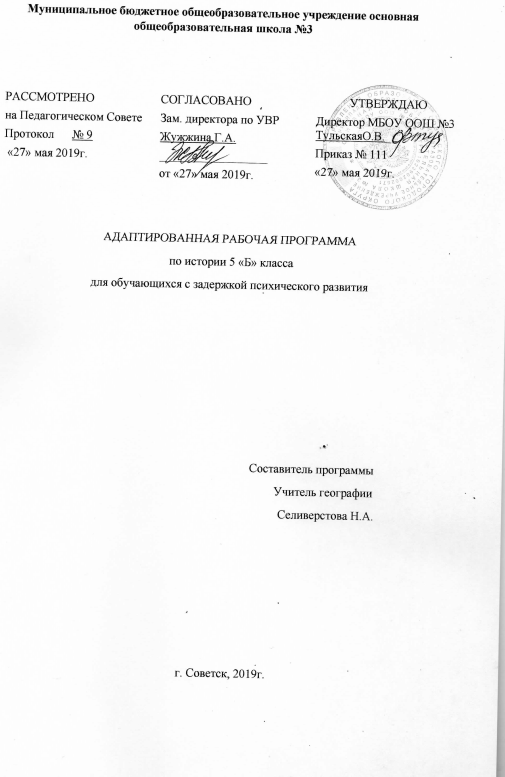 Муниципальное бюджетное общеобразовательное учреждение основная
общеобразовательная школа №3
РАССМОТРЕНО
на Педагогическом Совете
Протокол № 9
«27» мая 2019г.
СОГЛАСОВАНО
Зам. директора по УВР
Жужжина Г.А.
от «27» мая 2019г.
УТВЕРЖДАЮ
Директор МБОУ ООШ №3
ТульскаяО.В.
Приказ № 111
«27» мая 2019г.
АДАПТИРОВАННАЯ РАБОЧАЯ ПРОГРАММА
по истории 5 «Б» класса
для обучающихся с задержкой психического развития
Составитель программы
Учитель географии
Селиверстова Н.А.
г. Советск, 2019г.